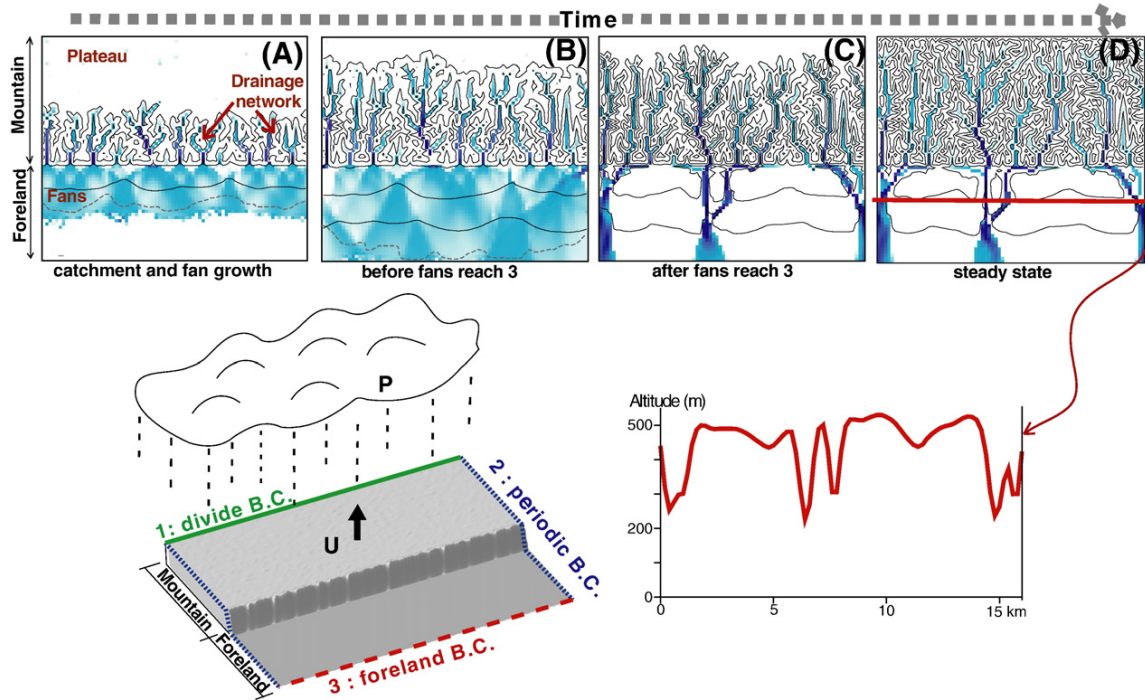 Time
(A)
(B)
(C)
(D)
Mountain
Foreland
Plateau
Drainage
network
Fans
catchment and fan growth
before fans reach 3
after fans reach 3
steady state
P
1: divide B.C.
2 : periodic B.C.
U
Mountain
Foreland
3 : foreland B.C.
Altitude (m)
500
200
0
0
5
10
15 km